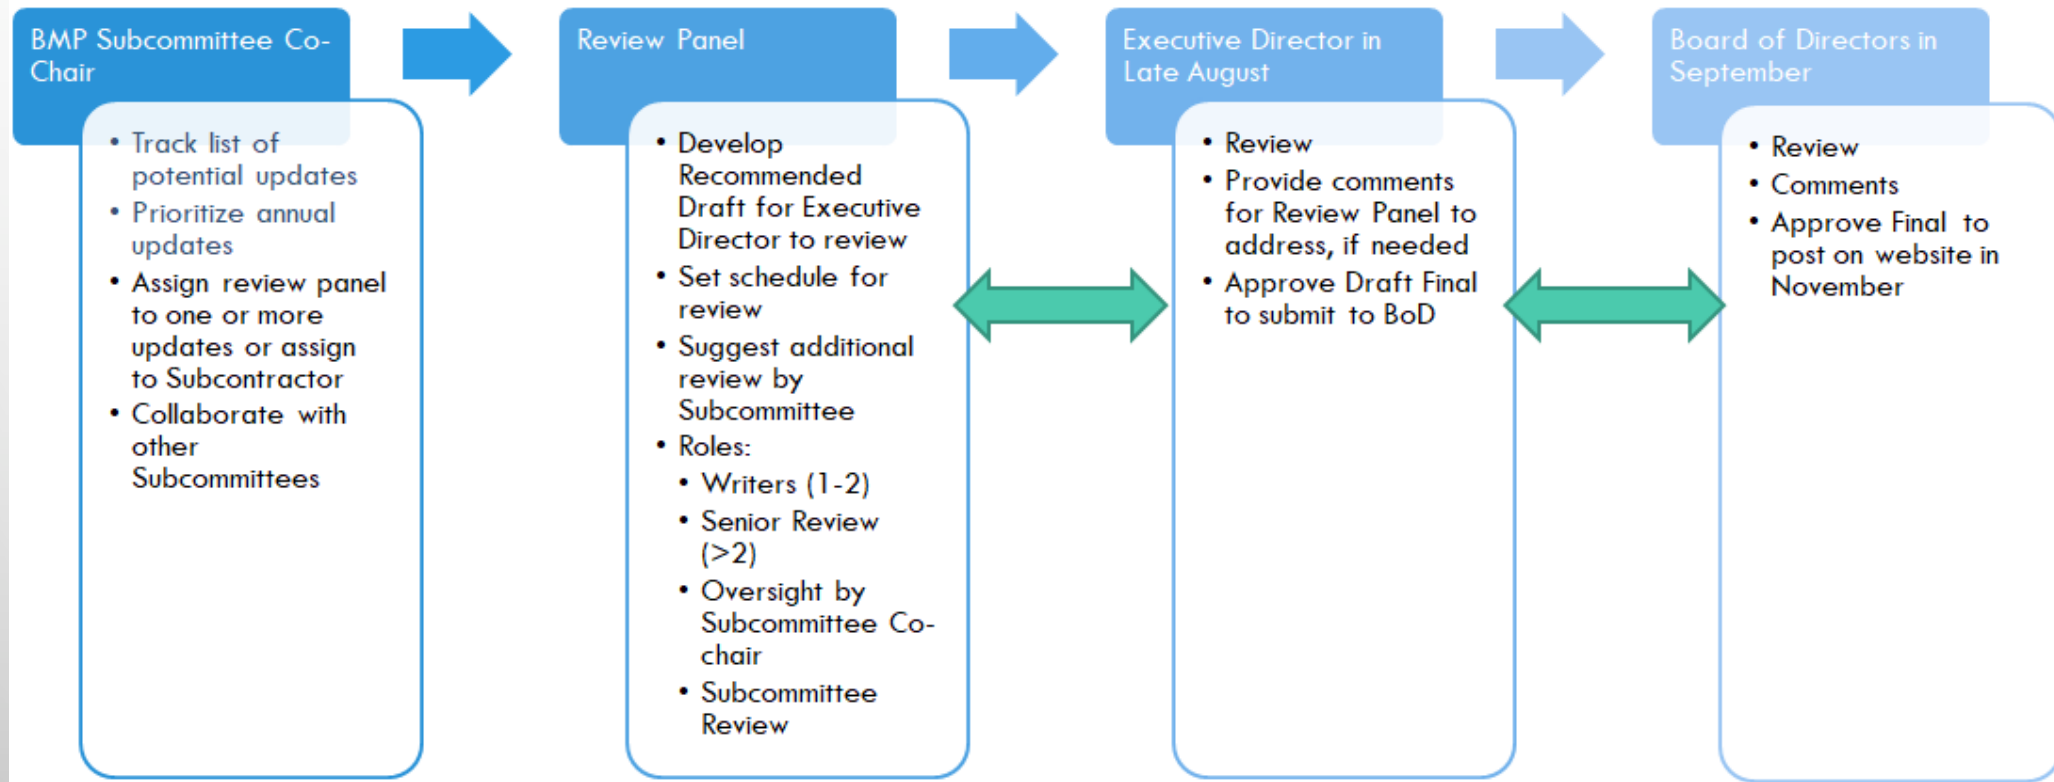 BMP Subcommittee Co-
Chair
• Track list of
potential updates
• Prioritize annual
updates
• Assign review panel
to one or more
updates or assign
to Subcontractor
• Collaborate with
other
Subcommittees
Review Panel
• Develop
Recommended
Draft for Executive
Director to review
• Set schedule for
review
• Suggest additional
review by
Subcommittee
• Roles:
• Writers (1-2)
• Senior Review
(>2)
• Oversight by
Subcommittee Co-
chair
• Subcommittee
Review
Executive Director in
Late August
• Review
• Provide comments
for Review Panel to
address, if needed
• Approve Draft Final
to submit to BoD
Board of Directors in
September
• Review
• Comments
• Approve Final to
post on website in
November